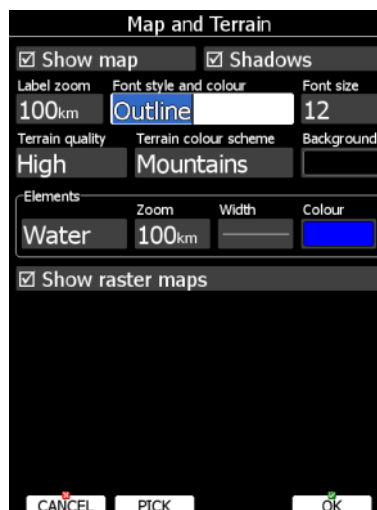 Map and Terrain
Show map Shadows
Label zoom Font style and colour Font size
100km Outline 12
Terrain quality Terrain colour scheme Background
High Mountains
Elements
Zoom Width Colour
Water 100km
Show raster maps
CANCEL PICK OK